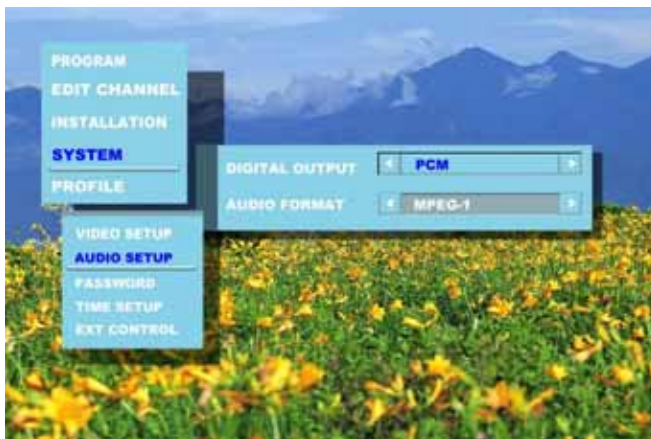 PROGRAM
EDIT CHANNEL
INSTALLATION
SYSTEM
PROFILE
DIGITAL OUTPUT PCM
AUDIO FORMAT MPEG-1
VIDEO SETUP
AUDIO SETUP
PASSWORD
TIME SETUP
EXT CONTROL